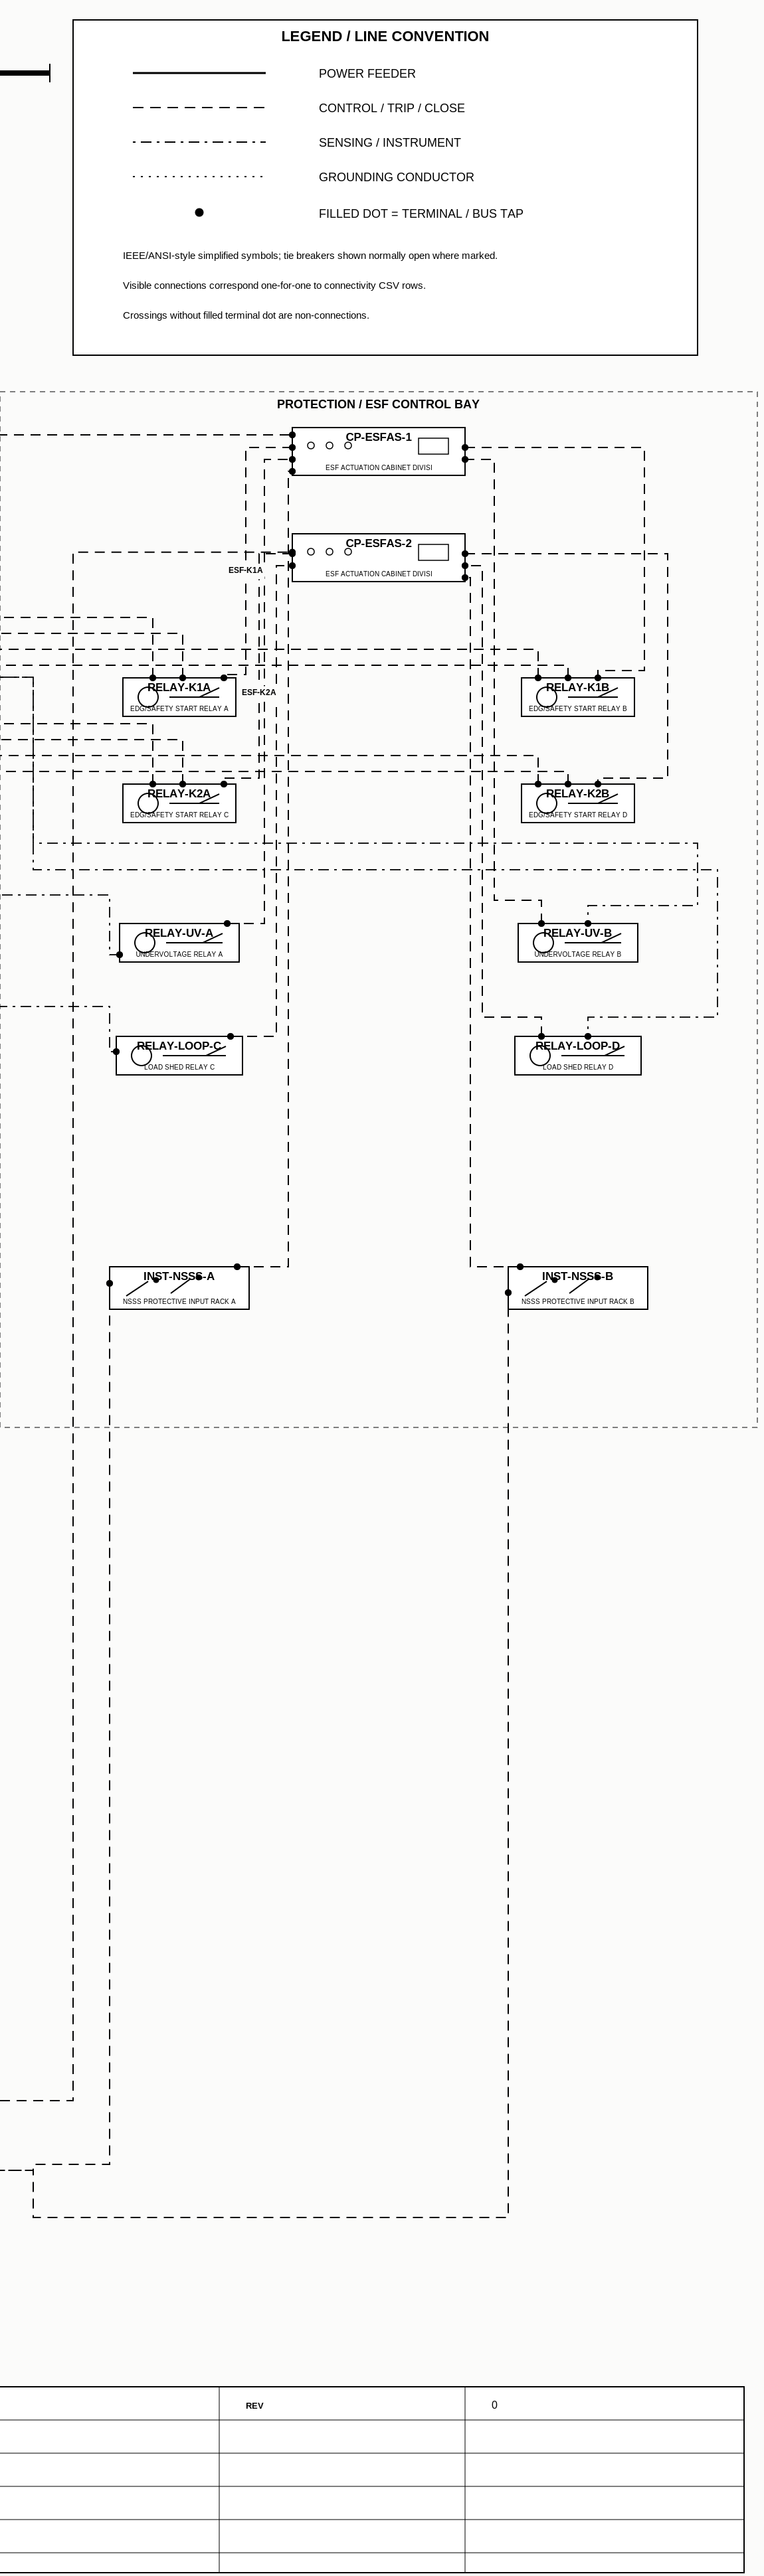 LEGEND / LINE CONVENTION
POWER FEEDER
CONTROL / TRIP / CLOSE
SENSING / INSTRUMENT
GROUNDING CONDUCTOR
FILLED DOT = TERMINAL / BUS TAP
IEEE/ANSI-style simplified symbols; tie breakers shown normally open where marked.
Visible connections correspond one-for-one to connectivity CSV rows.
Crossings without filled terminal dot are non-connections.
PROTECTION / ESF CONTROL BAY
CP-ESFAS-1
ESF ACTUATION CABINET DIVISI
CP-ESFAS-2
ESF ACTUATION CABINET DIVISI
ESF-K1A
RELAY-K1A
EDG/SAFETY START RELAY A
ESF-K2A
RELAY-K1B
EDG/SAFETY START RELAY B
RELAY-K2A
EDG/SAFETY START RELAY C
RELAY-K2B
EDG/SAFETY START RELAY D
RELAY-UV-A
UNDERVOLTAGE RELAY A
RELAY-UV-B
UNDERVOLTAGE RELAY B
RELAY-LOOP-C
LOAD SHED RELAY C
RELAY-LOOP-D
LOAD SHED RELAY D
INST-NSSS-A
NSSS PROTECTIVE INPUT RACK A
INST-NSSS-B
NSSS PROTECTIVE INPUT RACK B
REV 0